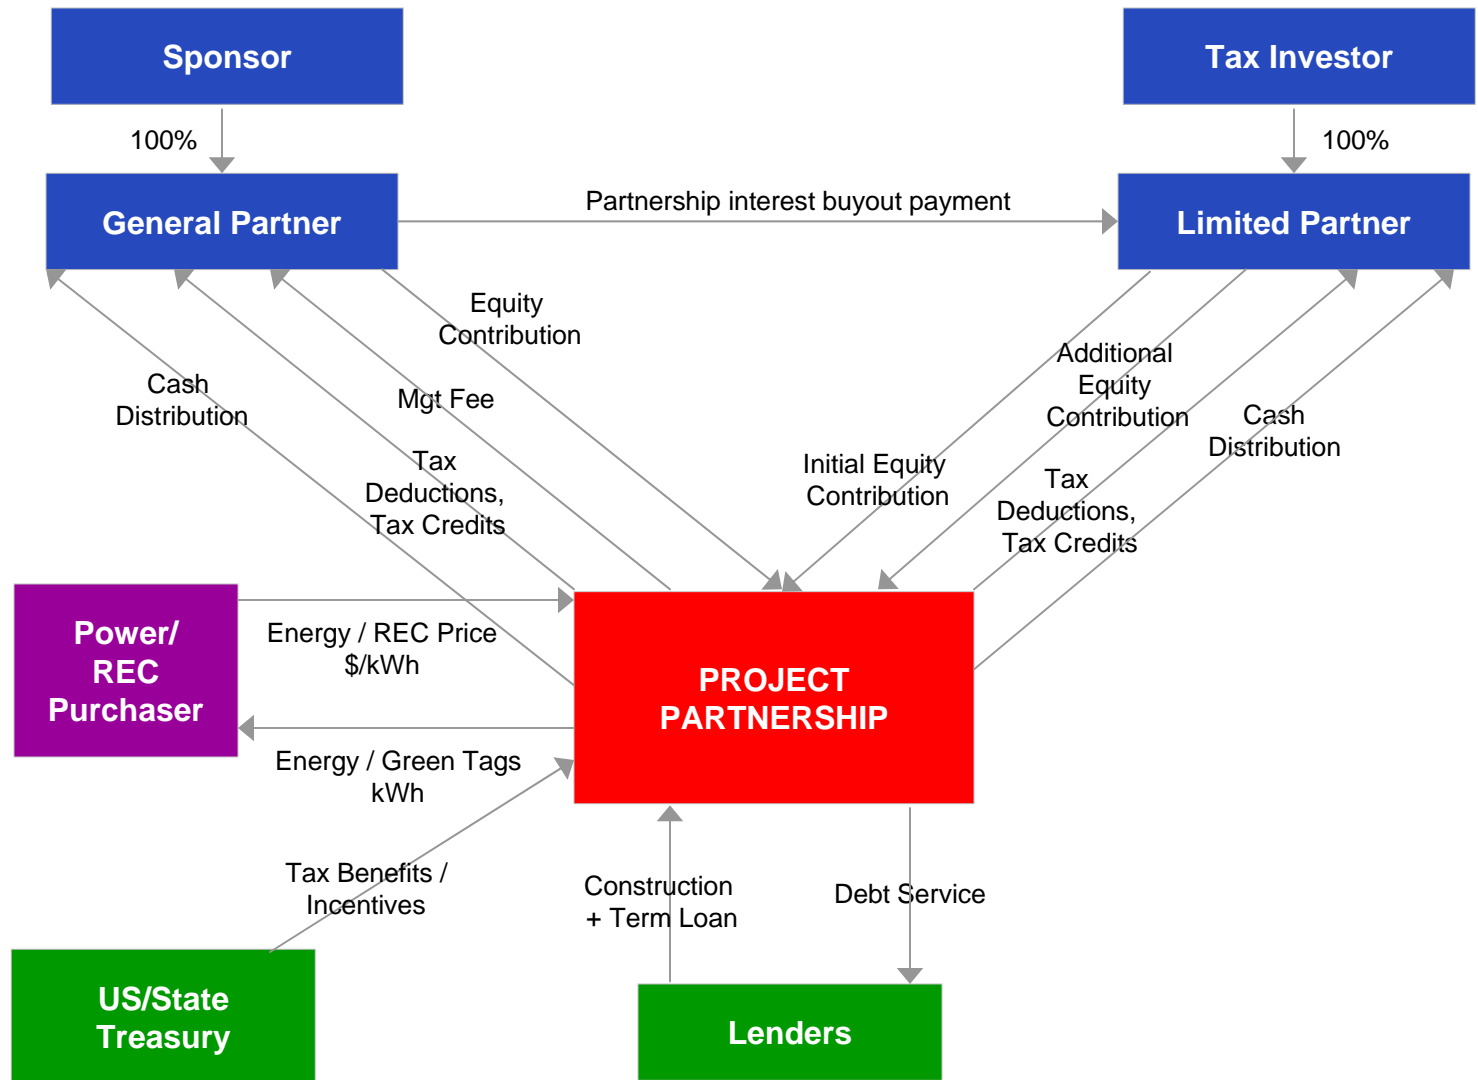 Sponsor
Tax Investor
100%
100%
General Partner
Partnership interest buyout payment
Limited Partner
Equity
Contribution
Cash
Distribution
Mgt Fee
Tax
Deductions,
Tax Credits
Additional
Equity
Contribution
Initial Equity
Contribution
Tax
Deductions,
Tax Credits
Cash
Distribution
Power/
REC
Purchaser
Energy / REC Price
$/kWh
PROJECT
PARTNERSHIP
Energy / Green Tags
kWh
Tax Benefits /
Incentives
Construction
+ Term Loan
Debt Service
US/State
Treasury
Lenders